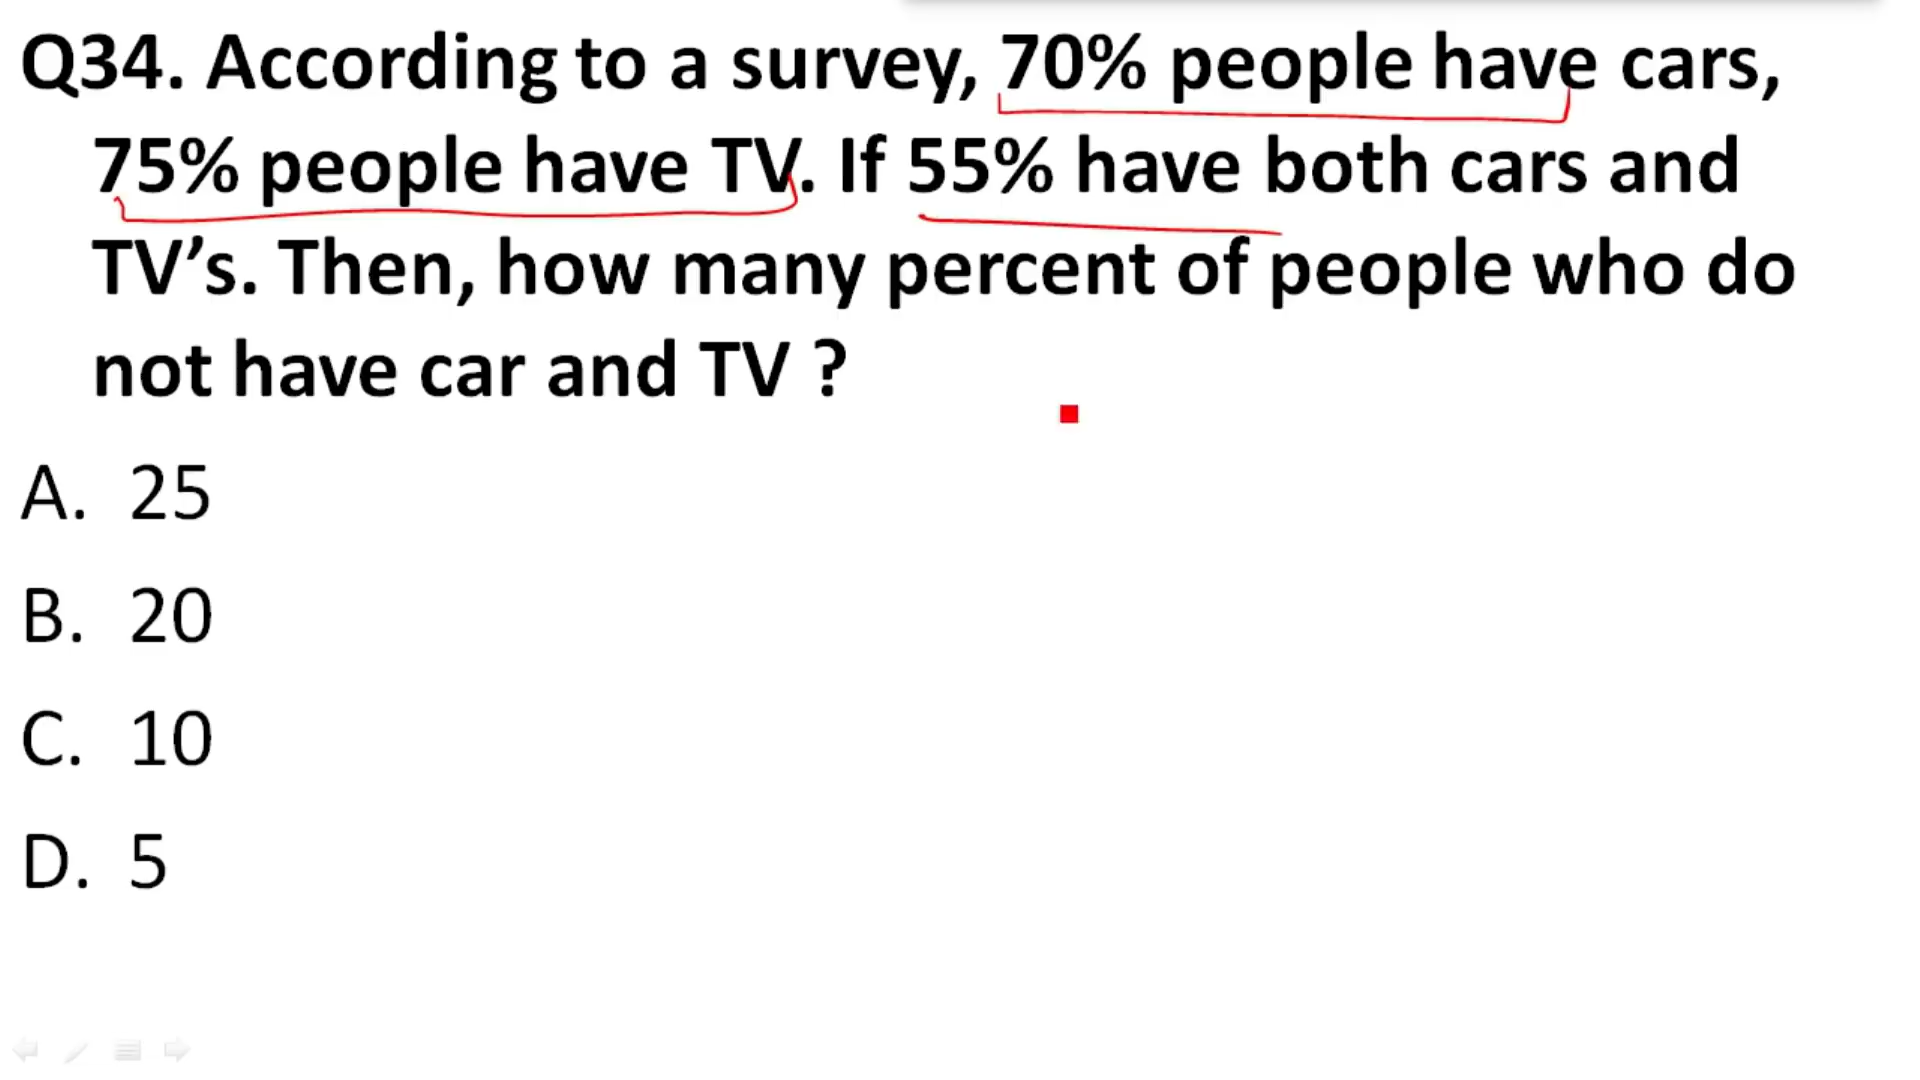 Q34. According to a survey, 70% people have cars,
75% people have TV. If 55% have both cars and
TV’s. Then, how many percent of people who do
not have car and TV ?
A. 25
B. 20
C. 10
D. 5